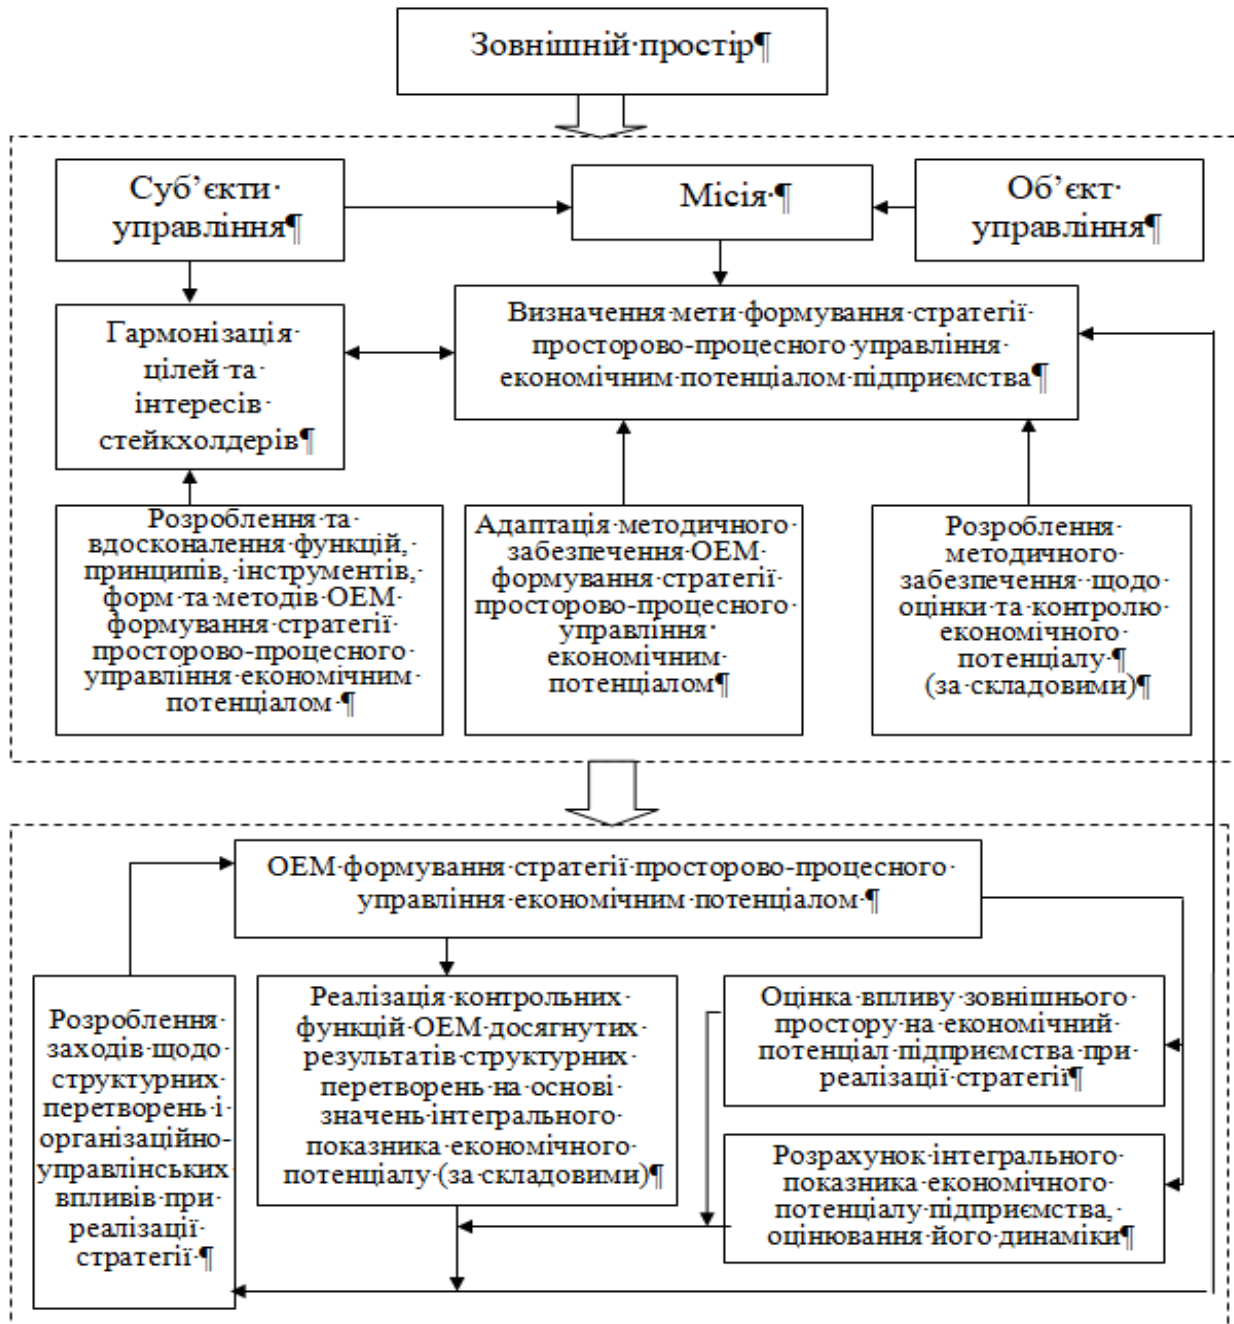 Зовнішній·простір¶
Суб’єкти·
управління¶
Місія·¶
Об’єкт·
управління¶
Гармонізація·
цілей·та·
інтересів·
стейкхолдерів¶
Визначення·мети·формування·стратегії·
просторово-процесного·управління·
економічним·потенціалом·підприємства¶
Розроблення·та·
вдосконалення·функцій,·
принципів,·інструментів,·
форм·та·методів·ОЕМ·
формування·стратегії·
просторово-процесного·
управління·економічним·
потенціалом·¶
Адаптація·методичного·
забезпечення·ОЕМ·
формування·стратегії·
просторово-процесного·
управління·
економічним·
потенціалом¶
Розроблення·
методичного·
забезпечення··щодо·
оцінки·та·контролю·
економічного·
потенціалу·¶
(за·складовими)¶
ОЕМ·формування·стратегії·просторово-процесного·
управління·економічним·потенціалом·¶
Розроблення·
заходів·щодо·
структурних·
перетворень·і·
організаційно-
управлінських·
впливів·при·
реалізації·
стратегії·¶
Реалізація·контрольних·
функцій·ОЕМ·досягнутих·
результатів·структурних·
перетворень·на·основі·
значень·інтегрального·
показника·економічного·
потенціалу·(за·складовими)¶
Оцінка·впливу·зовнішнього·
простору·на·економічний·
потенціал·підприємства·при·
реалізації·стратегії¶
Розрахунок·інтегрального·
показника·економічного·
потенціалу·підприємства,·
оцінювання·його·динаміки¶